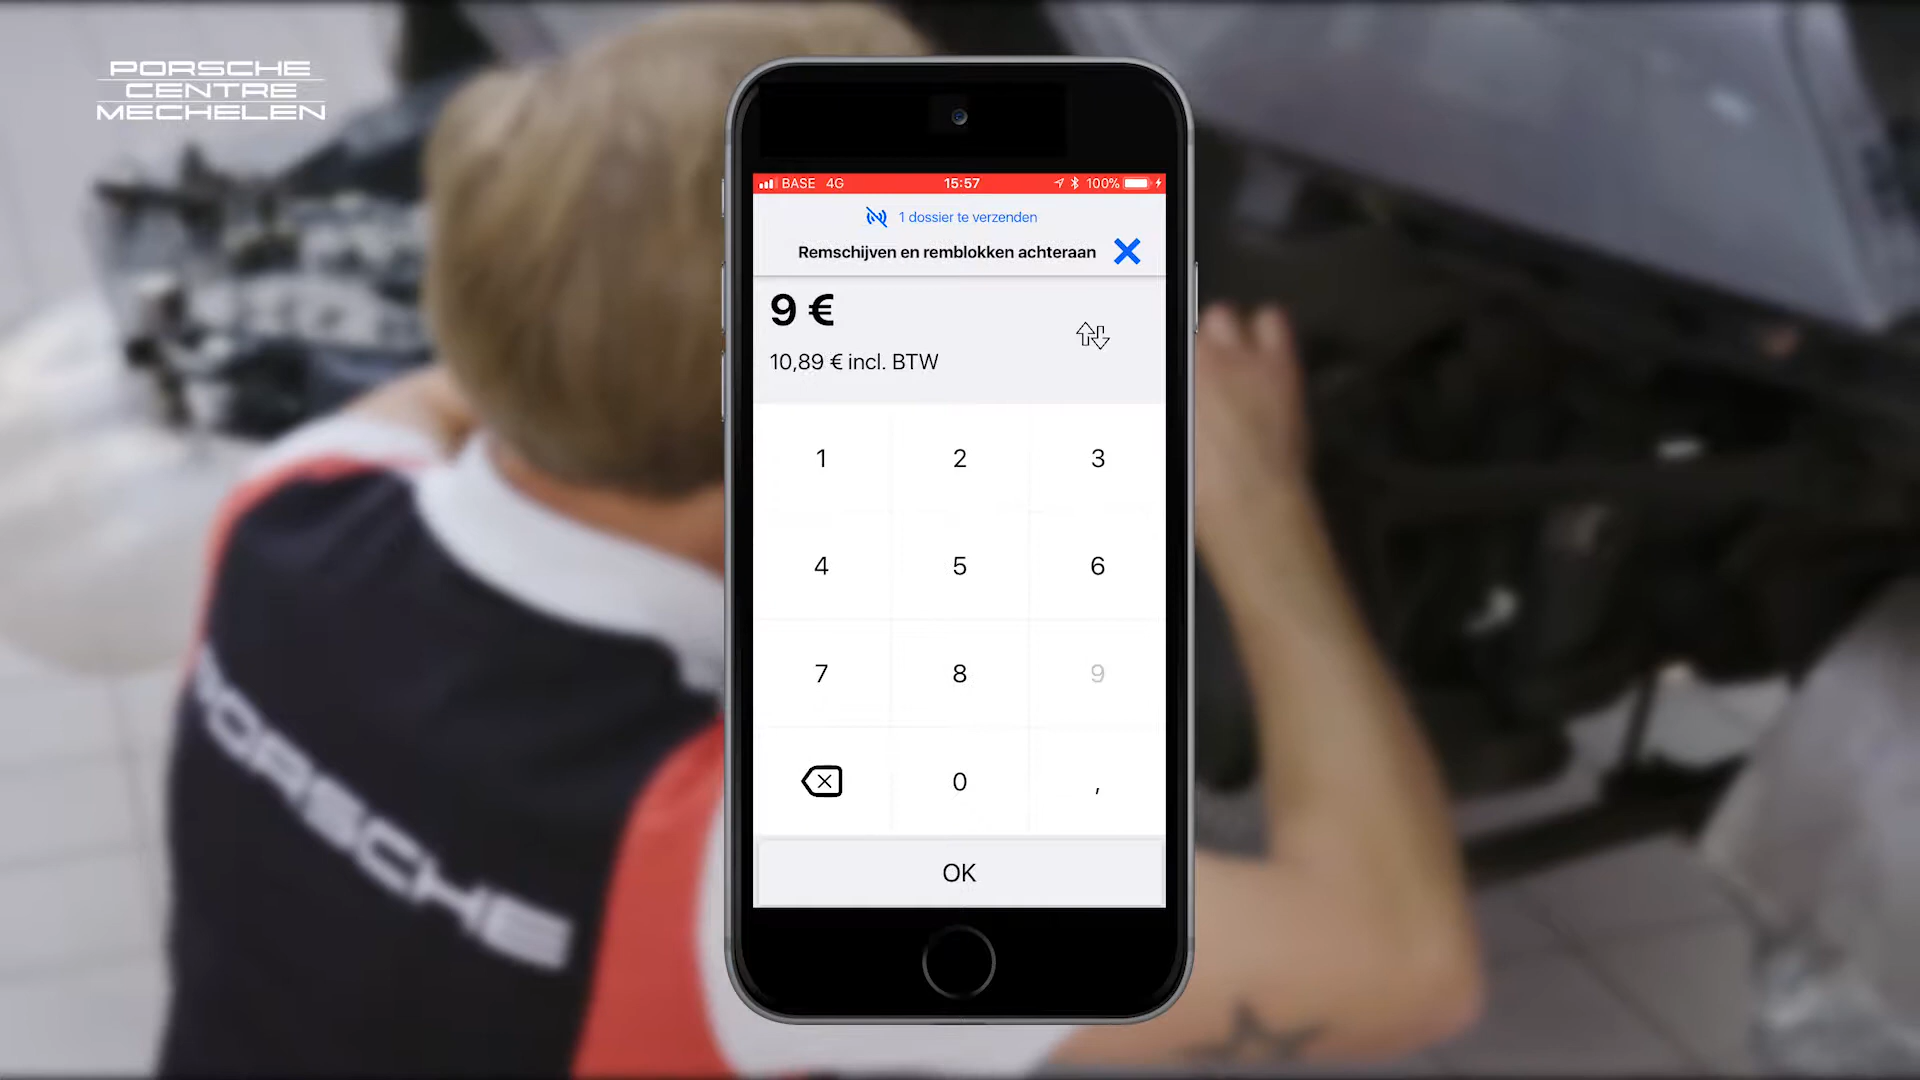 PORSCHE
CENTRE
MECHELEN
BASE 4G 15:57 100%
1 dossier te verzenden
Remschijven en remblokken achteraan
9 €
10,89 € incl. BTW
1 2 3
4 5 6
7 8 9
0 ,
OK
PORSCHE